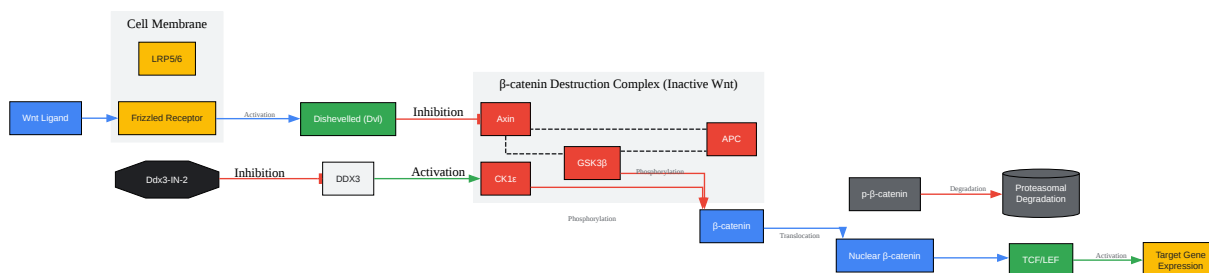 Cell Membrane
LRP5/6
β-catenin Destruction Complex (Inactive Wnt)
Wnt Ligand
Frizzled Receptor
Activation
Dishevelled (Dvl)
Inhibition
Axin
APC
GSK3β
Ddx3-IN-2
Inhibition
DDX3
Activation
CK1ε
Phosphorylation
p-β-catenin
Degradation
Proteasomal
Degradation
Phosphorylation
β-catenin
Translocation
Nuclear β-catenin
TCF/LEF
Activation
Target Gene
Expression